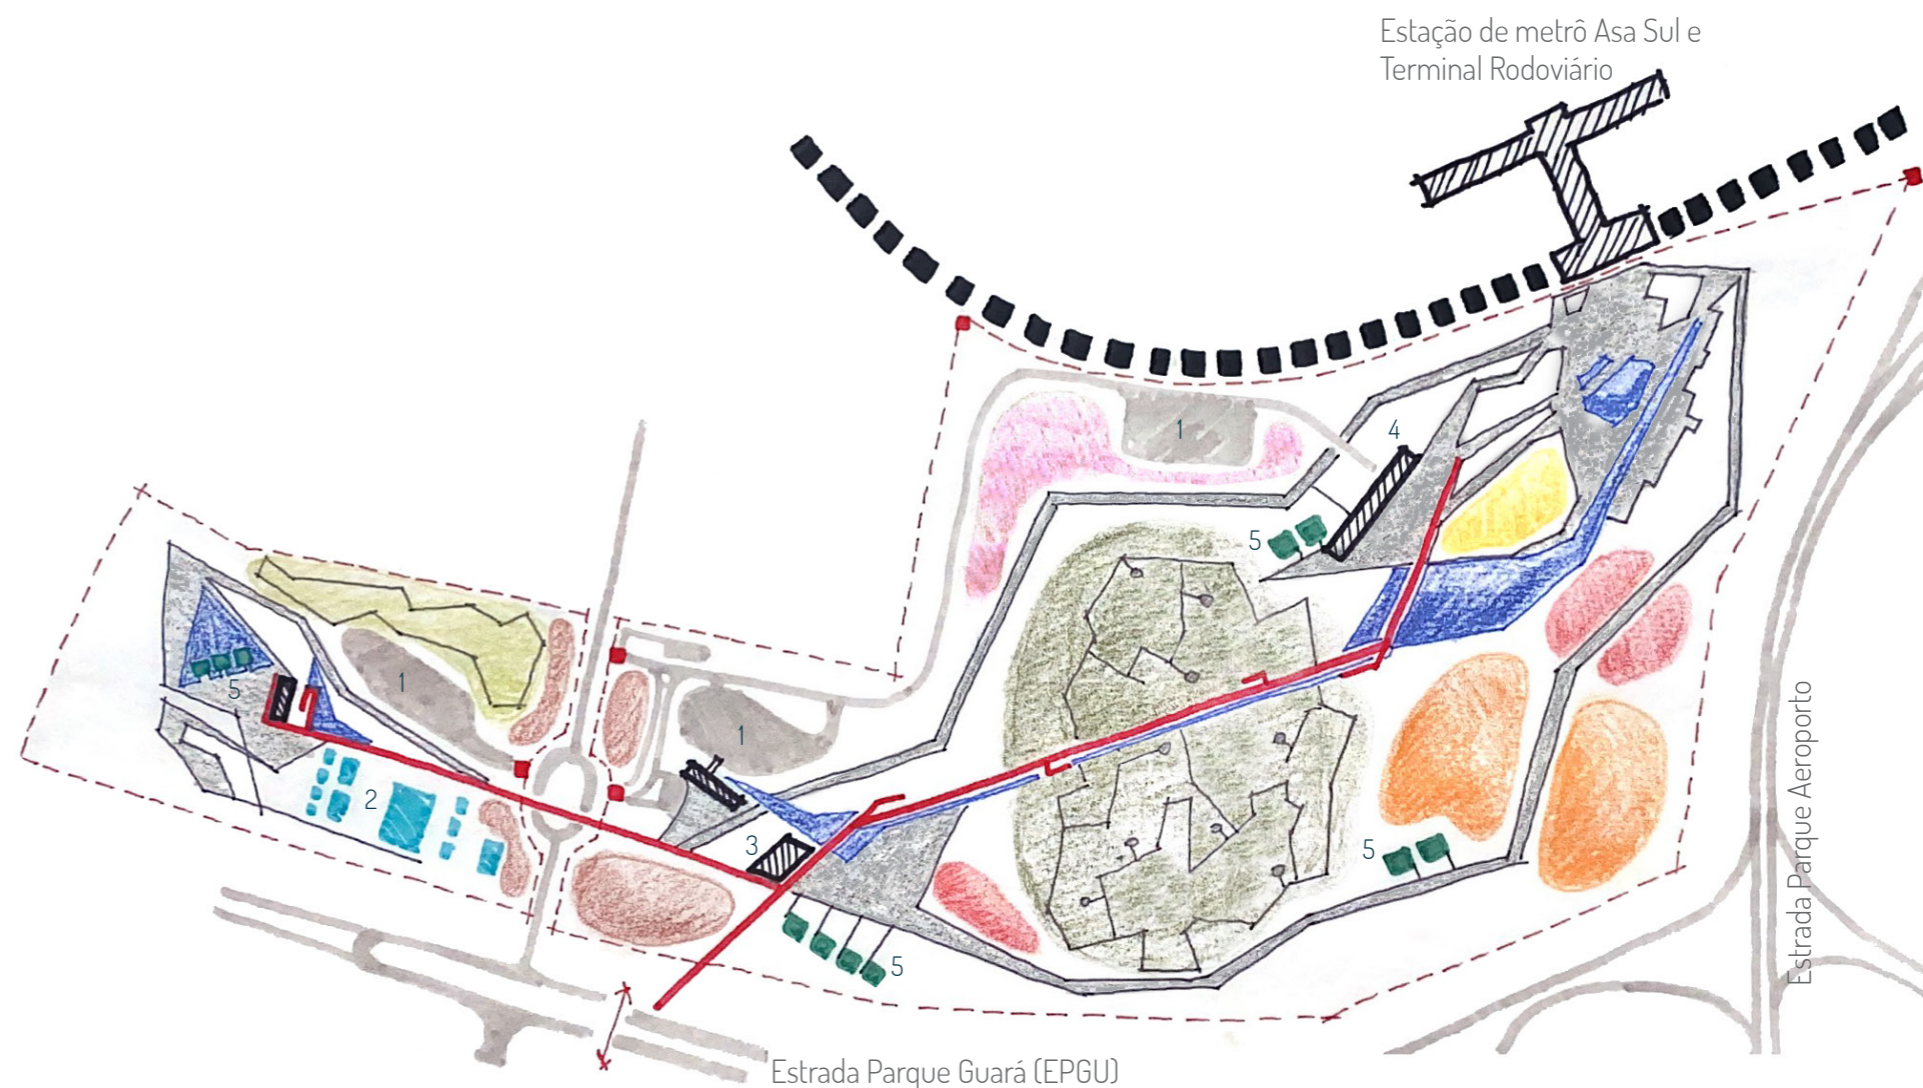 Estação de metrô Asa Sul e
Terminal Rodoviário
1
4
5
1
5
1
2
3
5
5
Estrada Parque Aeroporto
Estrada Parque Guará (EPGU)